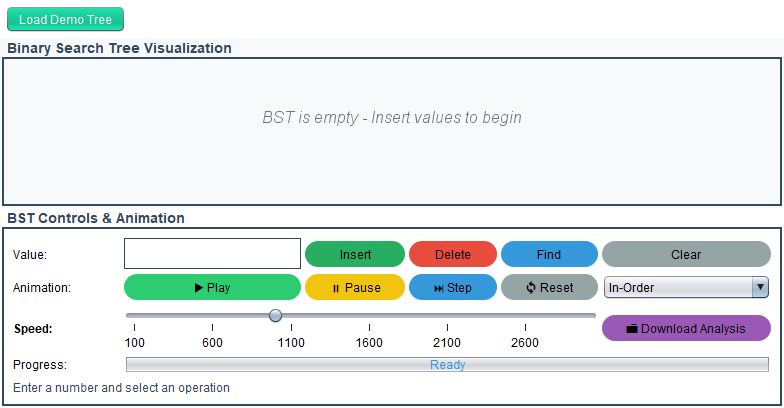 Load Demo Tree
Binary Search Tree Visualization
BST is empty - Insert values to begin
BST Controls & Animation
Value: Insert Delete Find Clear
Animation: Play Pause Step Reset In-Order
Speed: Download Analysis
100 600 1100 1600 2100 2600
Progress: Ready
Enter a number and select an operation